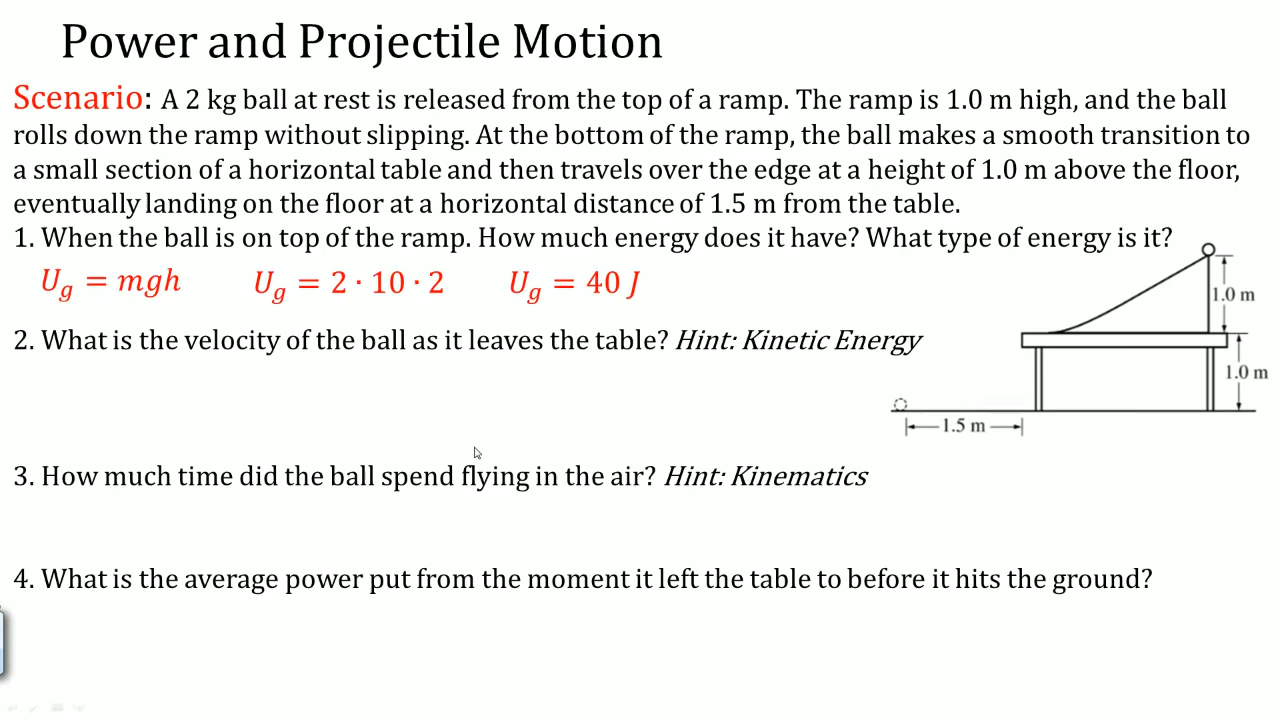 Power and Projectile Motion
Scenario: A 2 kg ball at rest is released from the top of a ramp. The ramp is 1.0 m high, and the ball
rolls down the ramp without slipping. At the bottom of the ramp, the ball makes a smooth transition to
a small section of a horizontal table and then travels over the edge at a height of 1.0 m above the floor,
eventually landing on the floor at a horizontal distance of 1.5 m from the table.
1. When the ball is on top of the ramp. How much energy does it have? What type of energy is it?
U_g = mgh U_g = 2 · 10 · 2 U_g = 40 J
1.0 m
2. What is the velocity of the ball as it leaves the table? Hint: Kinetic Energy
1.0 m
1.5 m
3. How much time did the ball spend flying in the air? Hint: Kinematics
4. What is the average power put from the moment it left the table to before it hits the ground?